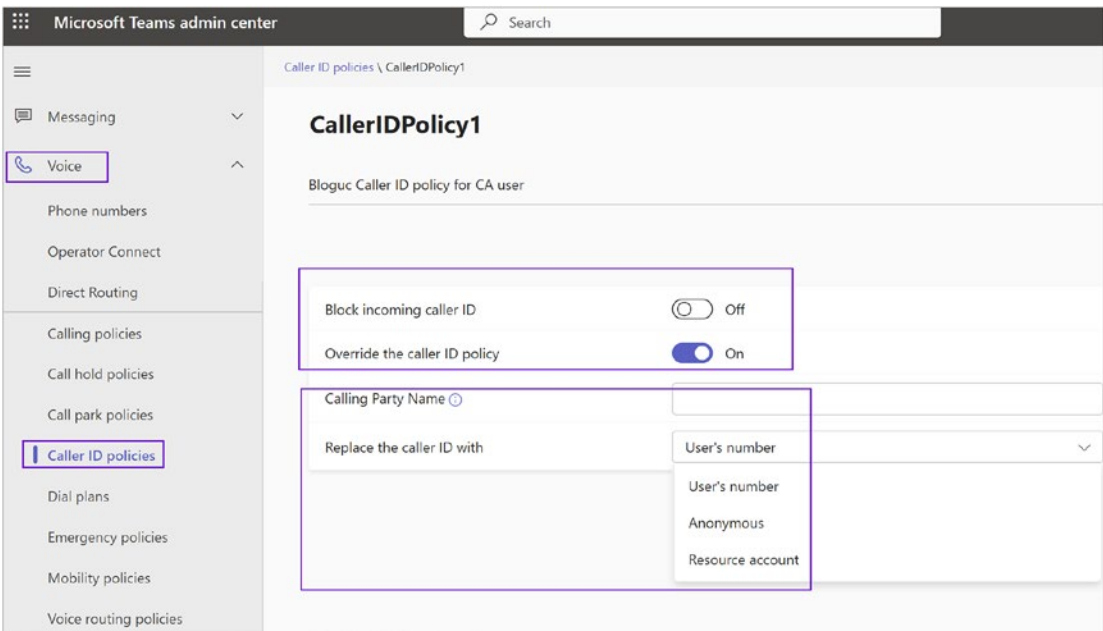 Microsoft Teams admin center
Search
Messaging
Voice
Phone numbers
Operator Connect
Direct Routing
Calling policies
Call hold policies
Call park policies
Caller ID policies
Dial plans
Emergency policies
Mobility policies
Voice routing policies
Caller ID policies \ CallerIDPolicy1
CallerIDPolicy1
Bloguc Caller ID policy for CA user
Block incoming caller ID Off
Override the caller ID policy On
Calling Party Name
Replace the caller ID with User's number
User's number
Anonymous
Resource account